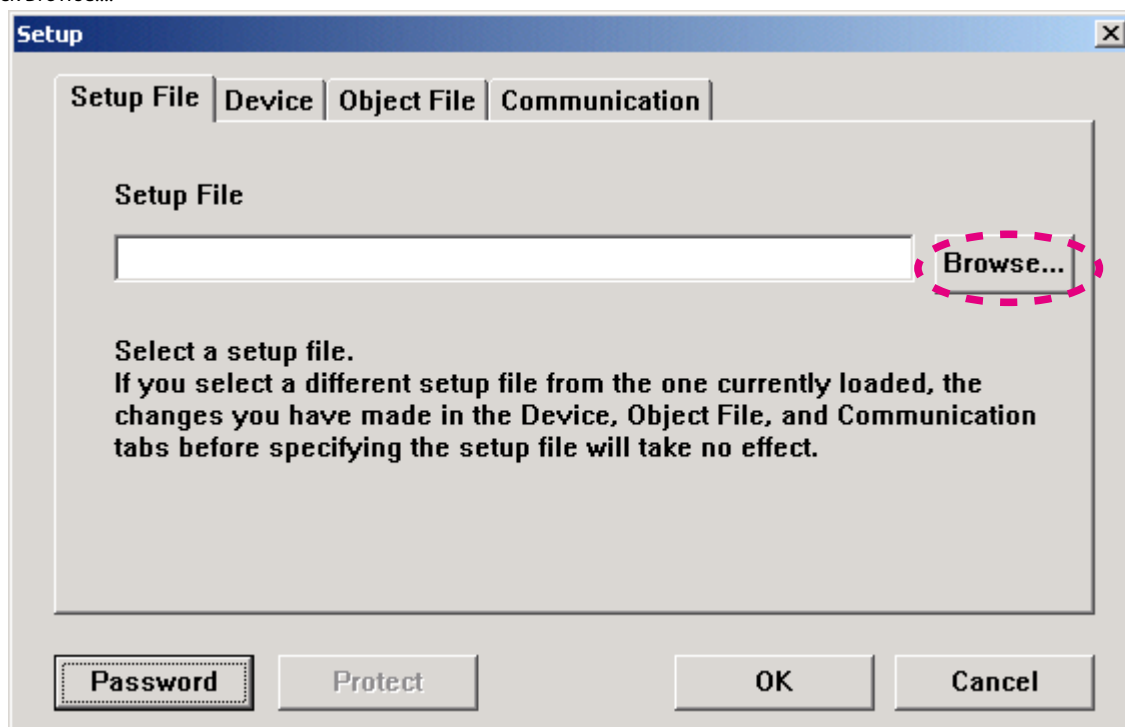 Setup
Setup File Device Object File Communication
Setup File
Browse...
Select a setup file.
If you select a different setup file from the one currently loaded, the
changes you have made in the Device, Object File, and Communication
tabs before specifying the setup file will take no effect.
Password Protect OK Cancel